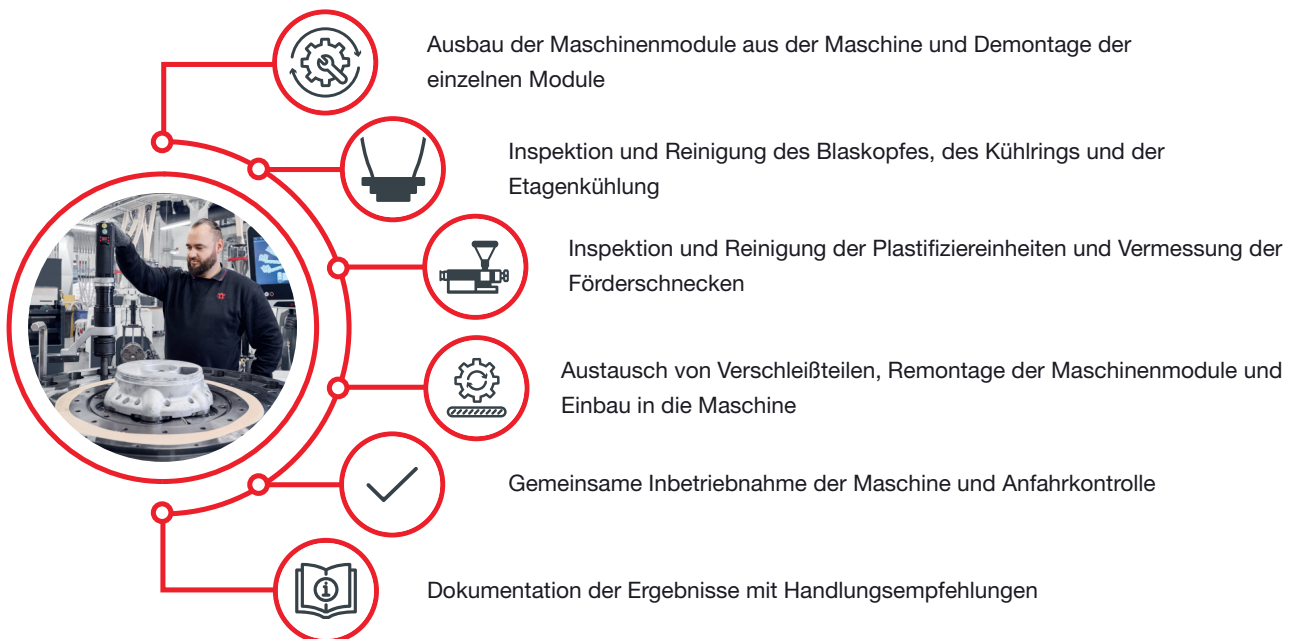 Ausbau der Maschinenmodule aus der Maschine und Demontage der
einzelnen Module
Inspektion und Reinigung des Blaskopfes, des Kühlrings und der
Etagenkühlung
Inspektion und Reinigung der Plastifiziereinheiten und Vermessung der
Förderschnecken
Austausch von Verschleißteilen, Remontage der Maschinenmodule und
Einbau in die Maschine
Gemeinsame Inbetriebnahme der Maschine und Anfahrkontrolle
Dokumentation der Ergebnisse mit Handlungsempfehlungen